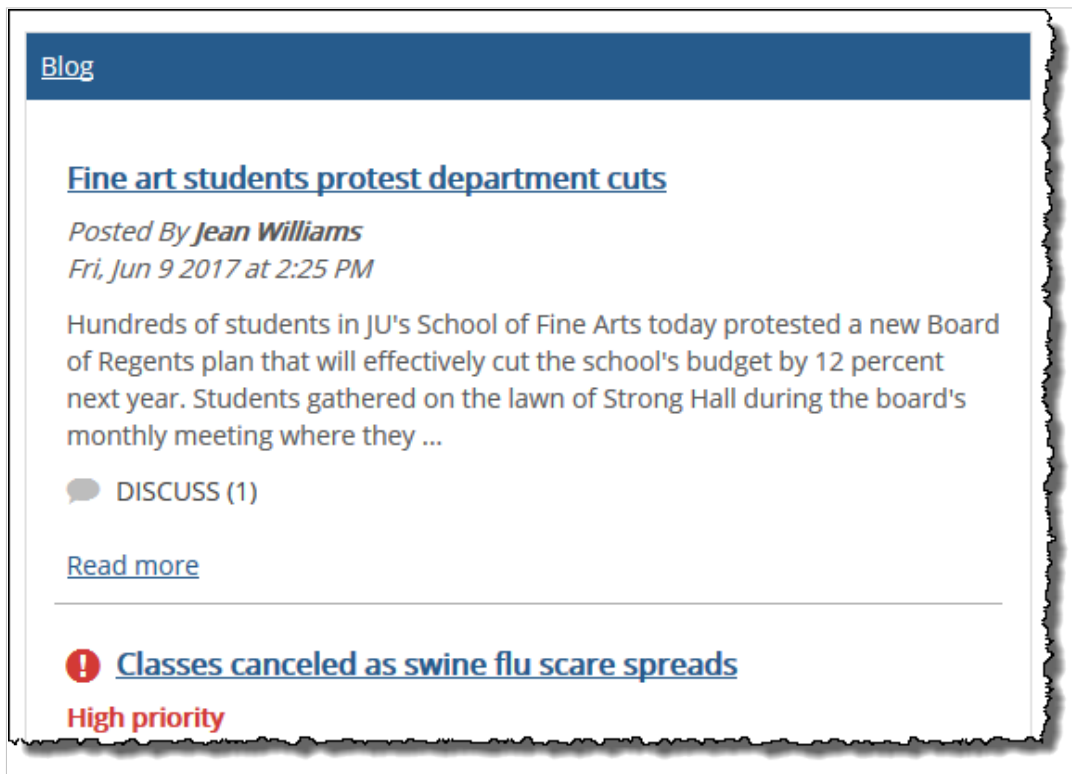 Blog
Fine art students protest department cuts
Posted By Jean Williams
Fri, Jun 9 2017 at 2:25 PM
Hundreds of students in JU's School of Fine Arts today protested a new Board
of Regents plan that will effectively cut the school's budget by 12 percent
next year. Students gathered on the lawn of Strong Hall during the board's
monthly meeting where they ...
DISCUSS (1)
Read more
Classes canceled as swine flu scare spreads
High priority